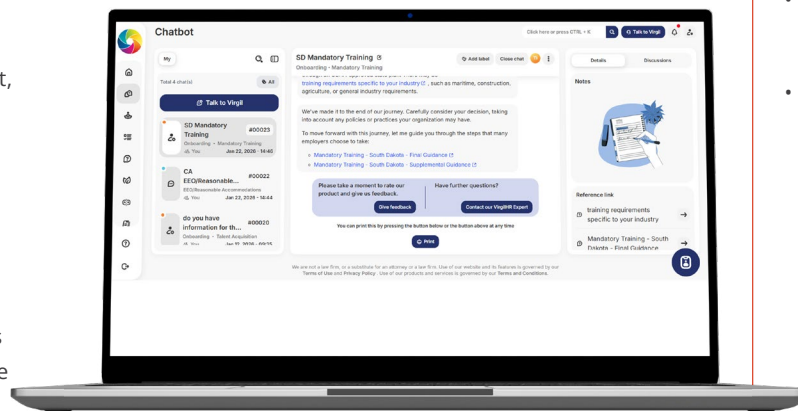 Chatbot
Click here or press CTRL + K
Talk to Virgil
My
Total 4 chat(s)
All
Talk to Virgil
SD Mandatory
Training
#00023
Onboarding • Mandatory Training
You
Jan 22, 2026 - 14:46
CA
EEO/Reasonable...
#00022
EEO/Reasonable Accommodations
You
Jan 22, 2026 - 14:44
do you have
information for th...
#00020
Onboarding - Talent Acquisition
SD Mandatory Training
Onboarding • Mandatory Training
Add label
Close chat
training requirements specific to your industry , such as maritime, construction,
agriculture, or general industry requirements.
We've made it to the end of our journey. Carefully consider your decision, taking
into account any policies or practices your organization may have.
To move forward with this journey, let me guide you through the steps that many
employers choose to take:
Mandatory Training - South Dakota - Final Guidance
Mandatory Training - South Dakota - Supplemental Guidance
Please take a moment to rate our
product and give us feedback.
Give feedback
Have further questions?
Contact our VirgilHR Expert
You can print this by pressing the button below or the button above at any time
Print
We are not a law firm, or a substitute for an attorney or a law firm. Use of our website and its features is governed by our
Terms of Use and Privacy Policy . Use of our products and services is governed by our Terms and Conditions.
Details
Discussions
Notes
Reference link
training requirements
specific to your industry
Mandatory Training - South
Dakota - Final Guidance